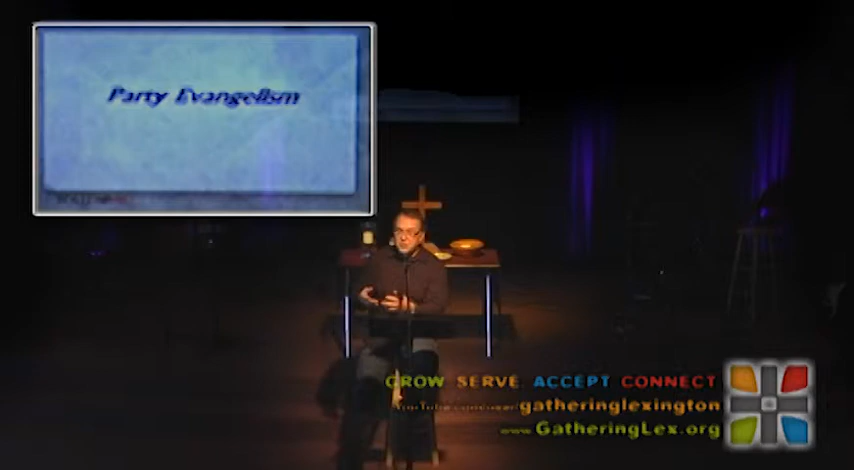 Party Evangelism
GROW SERVE ACCEPT CONNECT
gatheringlexington
www.GatheringLex.org